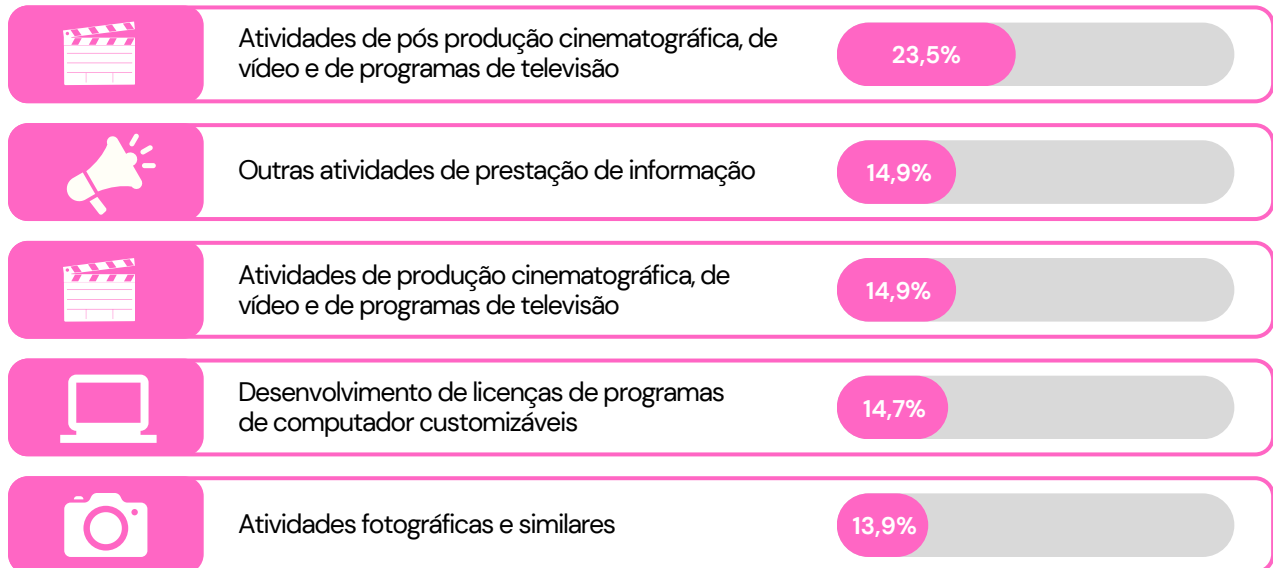 Atividades de pós produção cinematográfica, de
vídeo e de programas de televisão
23,5%
Outras atividades de prestação de informação
14,9%
Atividades de produção cinematográfica, de
vídeo e de programas de televisão
14,9%
Desenvolvimento de licenças de programas
de computador customizáveis
14,7%
Atividades fotográficas e similares
13,9%